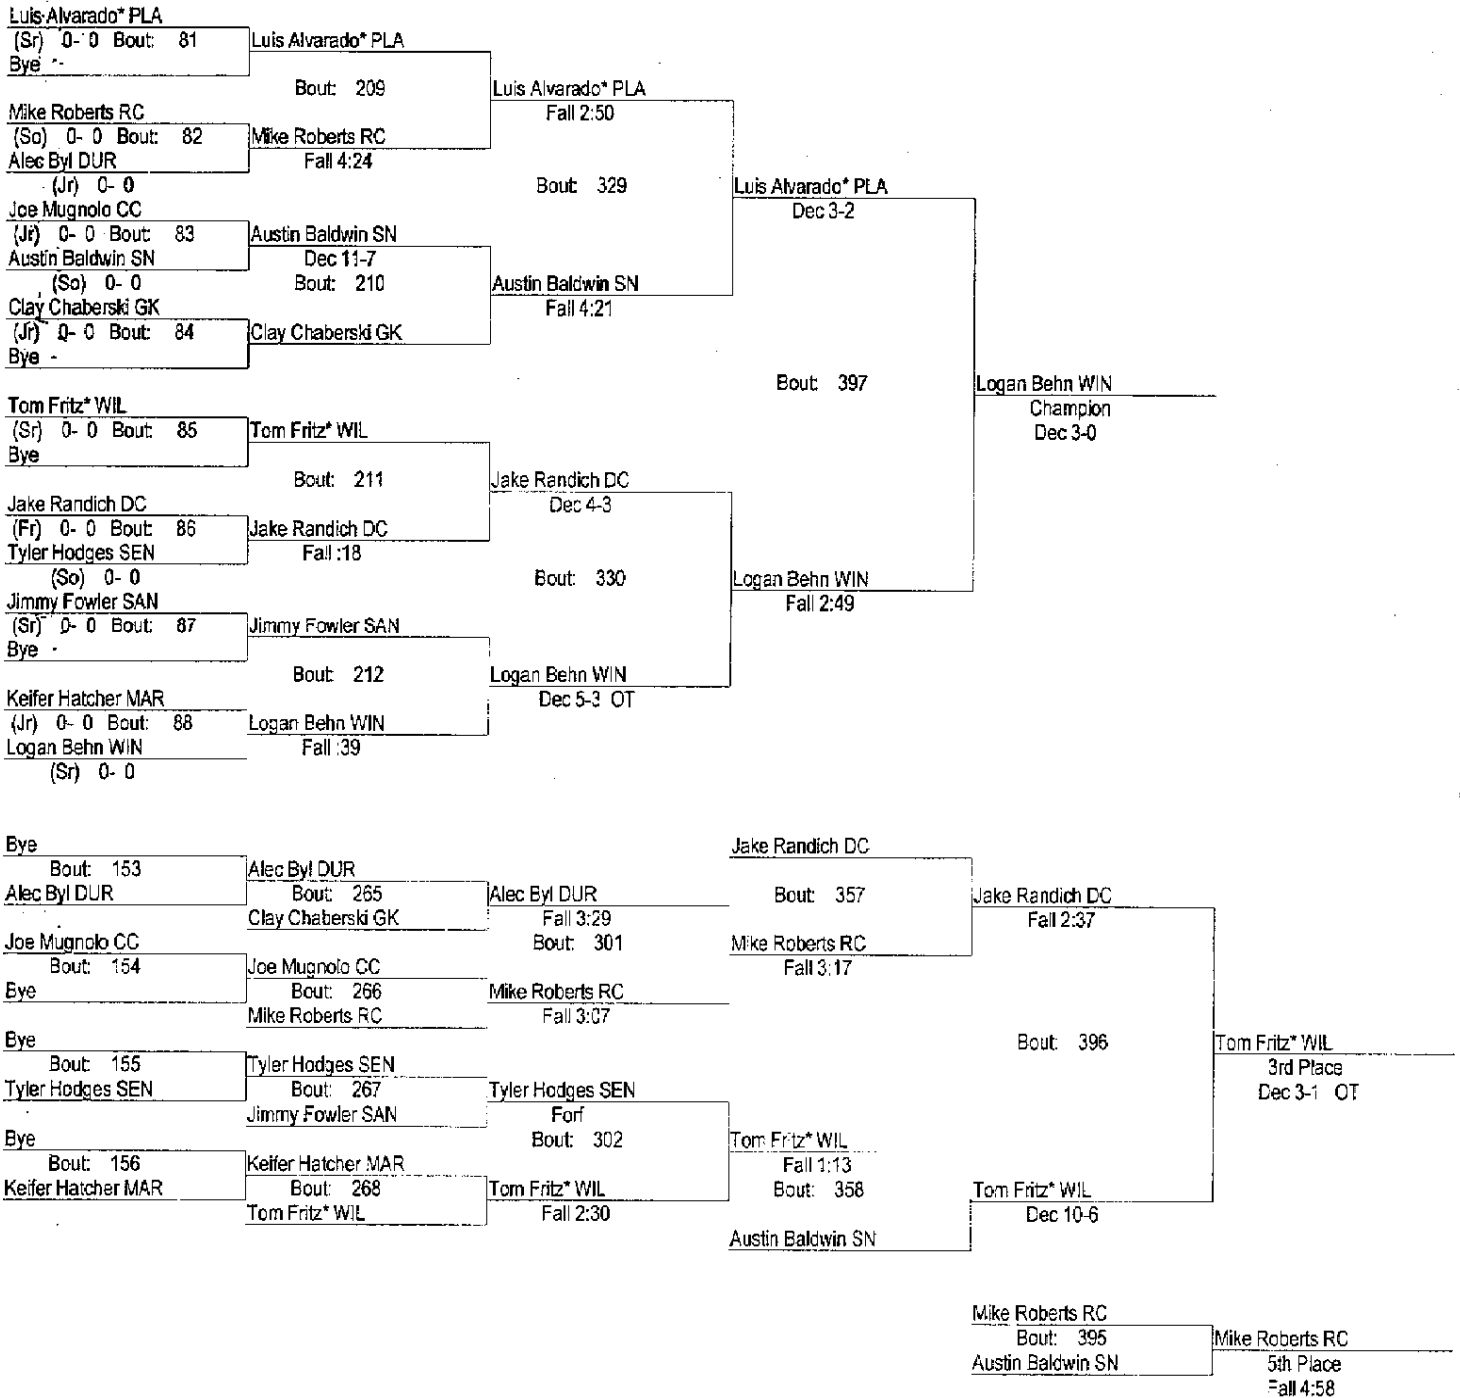 Luis Alvarado* PLA
(Sr) 0- 0 Bout: 81
Bye -
Luis Alvarado* PLA
Bout: 209
Mike Roberts RC
(So) 0- 0 Bout: 82
Alec Byl DUR
(Jr) 0- 0
Mike Roberts RC
Fall 4:24
Luis Alvarado* PLA
Fall 2:50
Bout: 329
Joe Mugnolo CC
(Jr) 0- 0 Bout: 83
Austin Baldwin SN
(So) 0- 0
Austin Baldwin SN
Dec 11-7
Bout: 210
Clay Chaberski GK
(Jr) 0- 0 Bout: 84
Bye -
Clay Chaberski GK
Austin Baldwin SN
Fall 4:21
Luis Alvarado* PLA
Dec 3-2
Bout: 397
Logan Behn WIN
Champion
Dec 3-0
Tom Fritz* WIL
(Sr) 0- 0 Bout: 85
Bye
Tom Fritz* WIL
Bout: 211
Jake Randich DC
(Fr) 0- 0 Bout: 86
Tyler Hodges SEN
(So) 0- 0
Jake Randich DC
Fall :18
Jake Randich DC
Dec 4-3
Bout: 330
Jimmy Fowler SAN
(Sr) 0- 0 Bout: 87
Bye -
Jimmy Fowler SAN
Bout: 212
Keifer Hatcher MAR
(Jr) 0- 0 Bout: 88
Logan Behn WIN
(Sr) 0- 0
Logan Behn WIN
Fall :39
Logan Behn WIN
Dec 5-3 OT
Logan Behn WIN
Fall 2:49
Bye
Bout: 153
Alec Byl DUR
Alec Byl DUR
Bout: 265
Clay Chaberski GK
Alec Byl DUR
Fall 3:29
Bout: 301
Joe Mugnolo CC
Bout: 154
Bye
Joe Mugnolo CC
Bout: 266
Mike Roberts RC
Mike Roberts RC
Fall 3:07
Jake Randich DC
Bout: 357
Mike Roberts RC
Fall 3:17
Jake Randich DC
Fall 2:37
Bye
Bout: 155
Tyler Hodges SEN
Tyler Hodges SEN
Bout: 267
Jimmy Fowler SAN
Tyler Hodges SEN
Forf
Bout: 302
Bye
Bout: 156
Keifer Hatcher MAR
Keifer Hatcher MAR
Bout: 268
Tom Fritz* WIL
Tom Fritz* WIL
Fall 2:30
Tom Fritz* WIL
Fall 1:13
Bout: 358
Austin Baldwin SN
Tom Fritz* WIL
Dec 10-6
Bout: 396
Tom Fritz* WIL
3rd Place
Dec 3-1 OT
Mike Roberts RC
Bout: 395
Austin Baldwin SN
Mike Roberts RC
5th Place
Fall 4:58